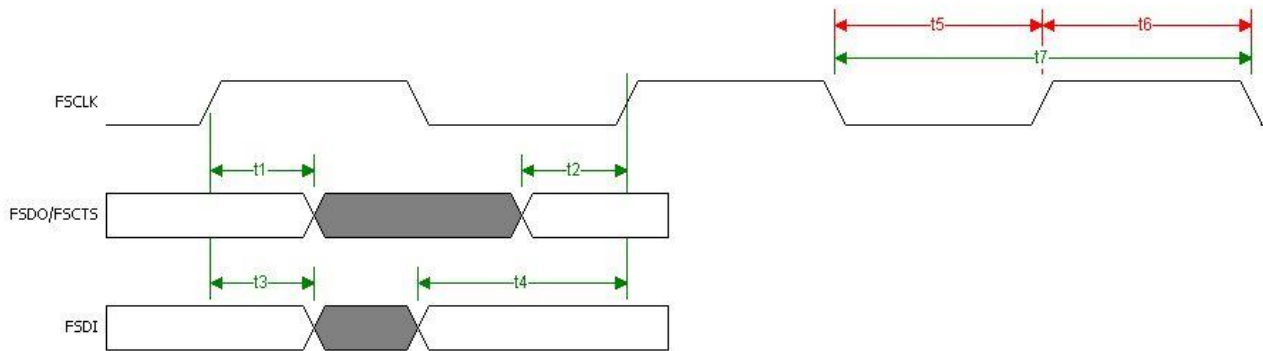 t5
t6
t7
FSCLK
t1
t2
FSDO/FSCTS
t3
t4
FSDI